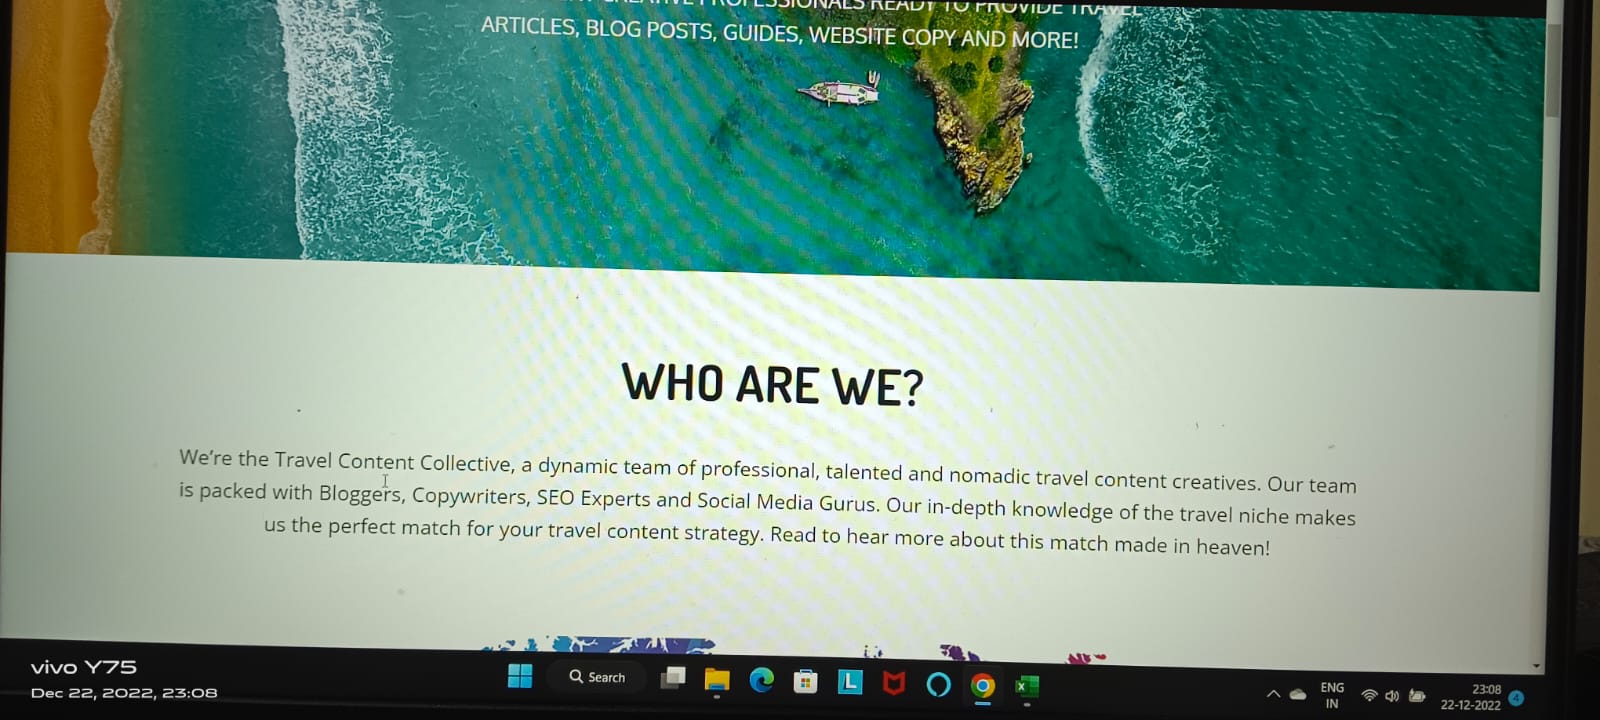 PROFESSIONALS READY TO PROVIDE TRAVEL
ARTICLES, BLOG POSTS, GUIDES, WEBSITE COPY AND MORE!
WHO ARE WE?
We're the Travel Content Collective, a dynamic team of professional, talented and nomadic travel content creatives. Our team
is packed with Bloggers, Copywriters, SEO Experts and Social Media Gurus. Our in-depth knowledge of the travel niche makes
us the perfect match for your travel content strategy. Read to hear more about this match made in heaven!
vivo Y75
Dec 22, 2022, 23:08
Search
L
X
ENG
IN
23:08
22-12-2022
4